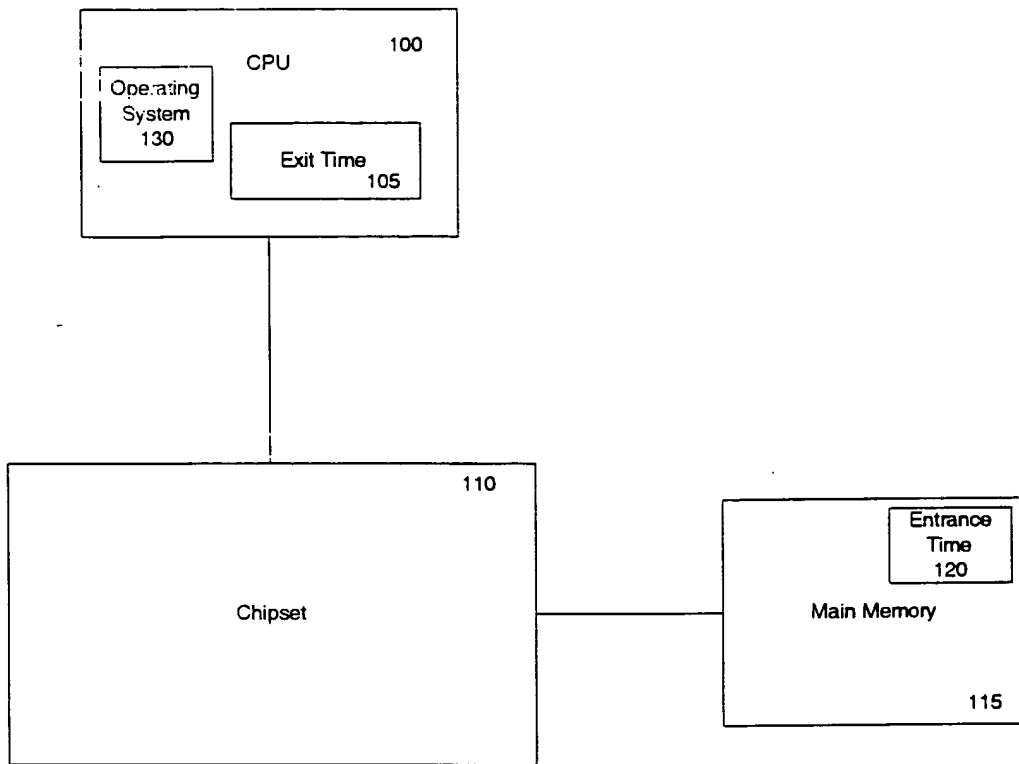 100
CPU
Operating
System
130
Exit Time
105
110
Chipset
Entrance
Time
120
Main Memory
115